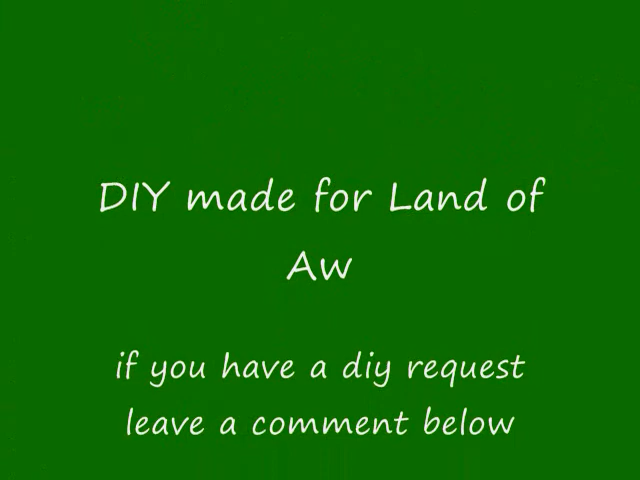 DIY made for Land of
Aw
if you have a diy request
leave a comment below